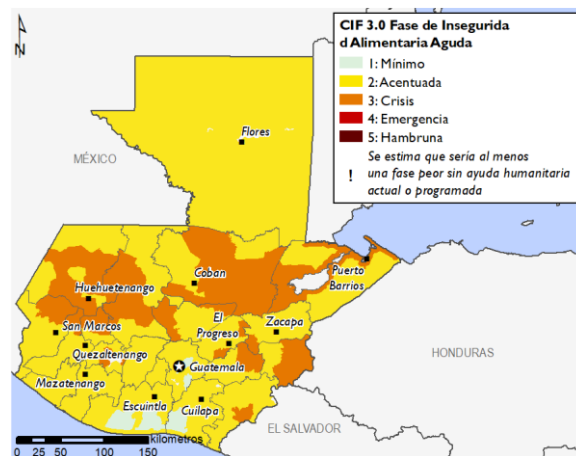 N
CIF 3.0 Fase de Insegurida
d Alimentaria Aguda
1: Mínimo
2: Acentuada
3: Crisis
4: Emergencia
5: Hambruna
Se estima que sería al menos
! una fase peor sin ayuda humanitaria
actual o programada
MÉXICO
Flores
Coban
Puerto
Barrios
Huehuetenango
El
Progreso
Zacapa
San Marcos
Quezaltenango
Guatemala
HONDURAS
Mazatenango
Escuintla
Cuilapa
EL SALVADOR
kilometros
0 25 50 100 150